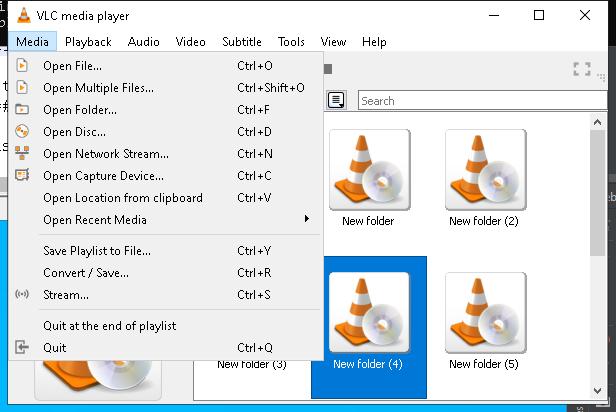 VLC media player
Media Playback Audio Video Subtitle Tools View Help
Open File... Ctrl+O
Open Multiple Files... Ctrl+Shift+O
Open Folder... Ctrl+F
Open Disc... Ctrl+D
Open Network Stream... Ctrl+N
Open Capture Device... Ctrl+C
Open Location from clipboard Ctrl+V
Open Recent Media
Save Playlist to File... Ctrl+Y
Convert / Save... Ctrl+R
Stream... Ctrl+S
Quit at the end of playlist
Quit Ctrl+Q
Search
New folder New folder (2)
New folder (3) New folder (4) New folder (5)